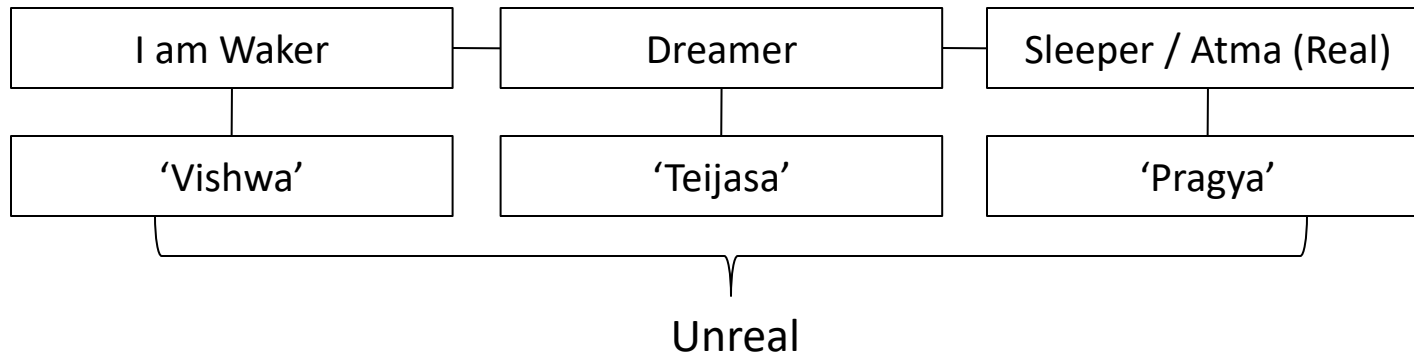 I am Waker
Dreamer
Sleeper / Atma (Real)
‘Vishwa’
‘Teijasa’
‘Pragya’
Unreal